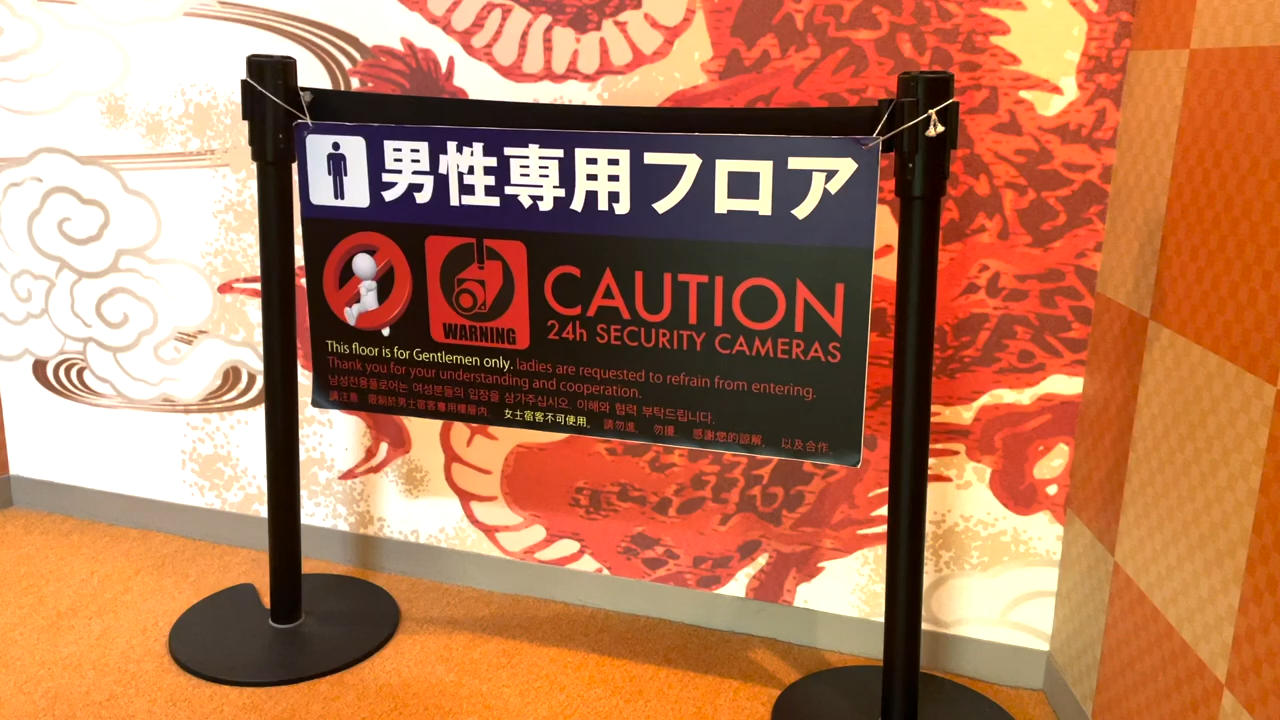 男性専用フロア
WARNING
CAUTION
24h SECURITY CAMERAS
This floor is for Gentlemen only. ladies are requested to refrain from entering.
Thank you for your understanding and cooperation.
남성전용플로어는 여성분들의 입장을 삼가주십시오. 이해와 협력 부탁드립니다.
請注意 限制於男士宿客專用樓層内. 女士宿客不可使用。 請勿進, 勿擾. 感謝您的諒解, 以及合作。